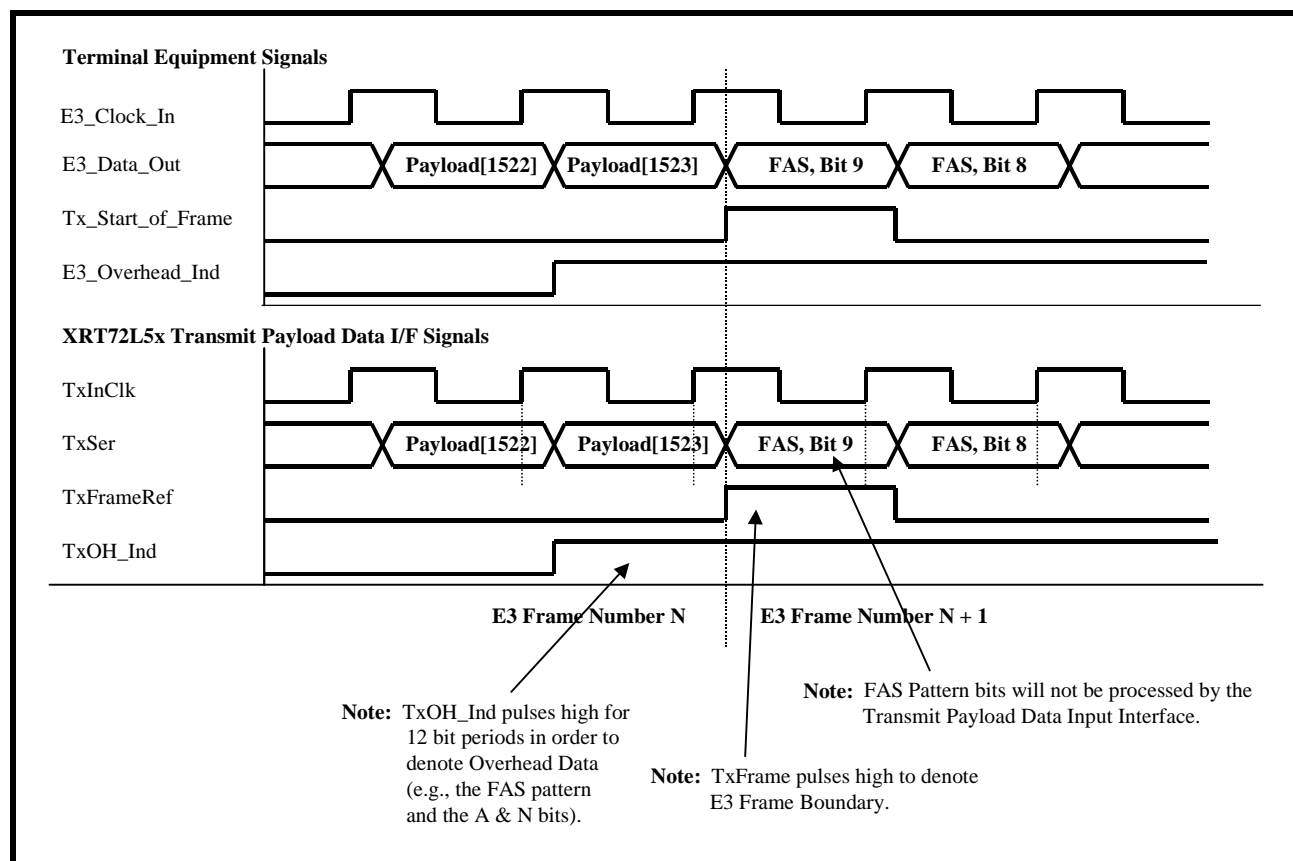 Terminal Equipment Signals
E3_Clock_In
E3_Data_Out
Payload[1522] Payload[1523] FAS, Bit 9 FAS, Bit 8
Tx_Start_of_Frame
E3_Overhead_Ind
XRT72L5x Transmit Payload Data I/F Signals
TxInClk
TxSer
Payload[1522] Payload[1523] FAS, Bit 9 FAS, Bit 8
TxFrameRef
TxOH_Ind
E3 Frame Number N E3 Frame Number N + 1
Note: FAS Pattern bits will not be processed by the
Transmit Payload Data Input Interface.
Note: TxOH_Ind pulses high for
12 bit periods in order to
denote Overhead Data
(e.g., the FAS pattern
and the A & N bits).
Note: TxFrame pulses high to denote
E3 Frame Boundary.